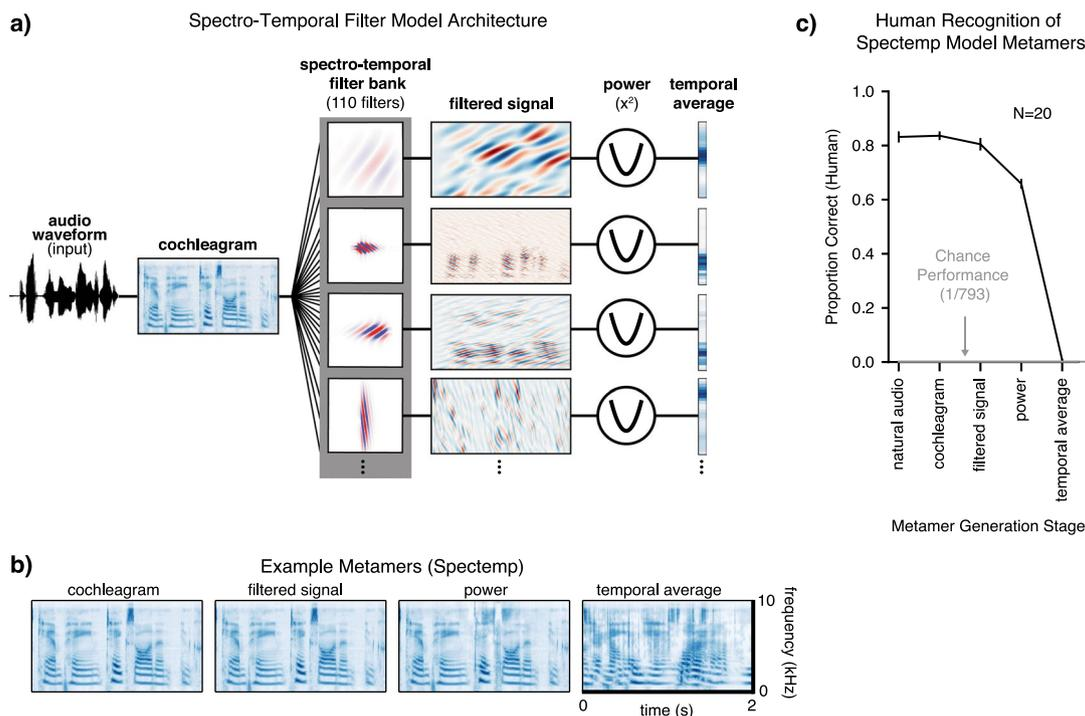 a)
Spectro-Temporal Filter Model Architecture
spectro-temporal
filter bank
(110 filters)
filtered signal
power
(x²)
temporal
average
audio
waveform
(input)
cochleagram
c)
Human Recognition of
Spectemp Model Metamers
1.0
0.8
0.6
0.4
0.2
0.0
Proportion Correct (Human)
N=20
Chance
Performance
(1/793)
natural audio
cochleagram
filtered signal
power
temporal average
Metamer Generation Stage
b)
Example Metamers (Spectemp)
cochleagram
filtered signal
power
temporal average
10
0
frequency (kHz)
0
2
time (s)